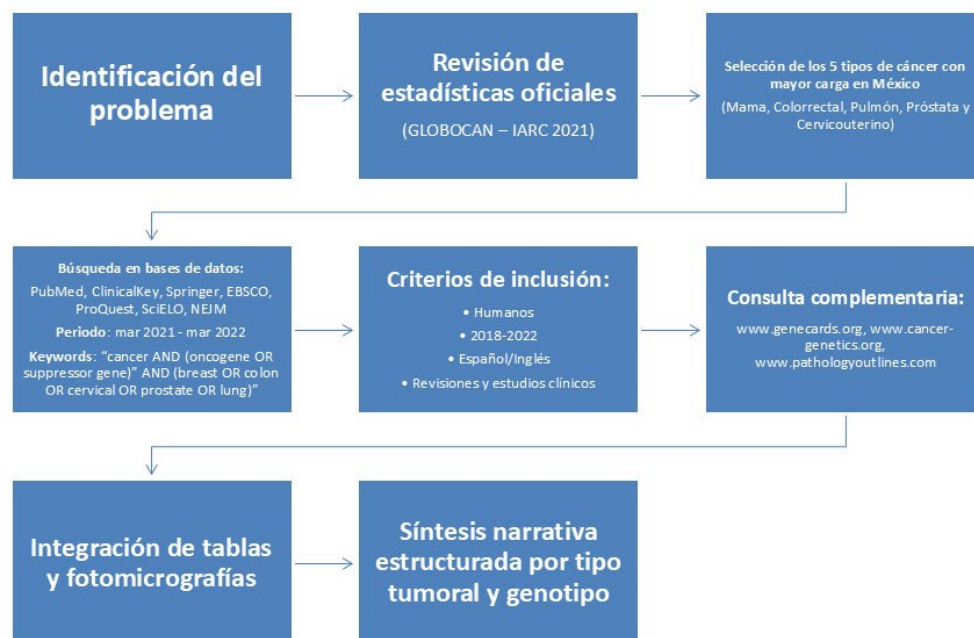 Identificación del
problema
Revisión de
estadísticas oficiales
(GLOBOCAN – IARC 2021)
Selección de los 5 tipos de cáncer con
mayor carga en México
(Mama, Colorrectal, Pulmón, Próstata y
Cervicouterino)
Búsqueda en bases de datos:
PubMed, ClinicalKey, Springer, EBSCO,
ProQuest, SciELO, NEJM
Periodo: mar 2021 - mar 2022
Keywords: “cancer AND (oncogene OR
suppressor gene)” AND (breast OR colon
OR cervical OR prostate OR lung)”
Criterios de inclusión:
• Humanos
• 2018-2022
• Español/Inglés
• Revisiones y estudios clínicos
Consulta complementaria:
www.genecards.org, www.cancer-
genetics.org,
www.pathologyoutlines.com
Integración de tablas
y fotomicrografías
Síntesis narrativa
estructurada por tipo
tumoral y genotipo